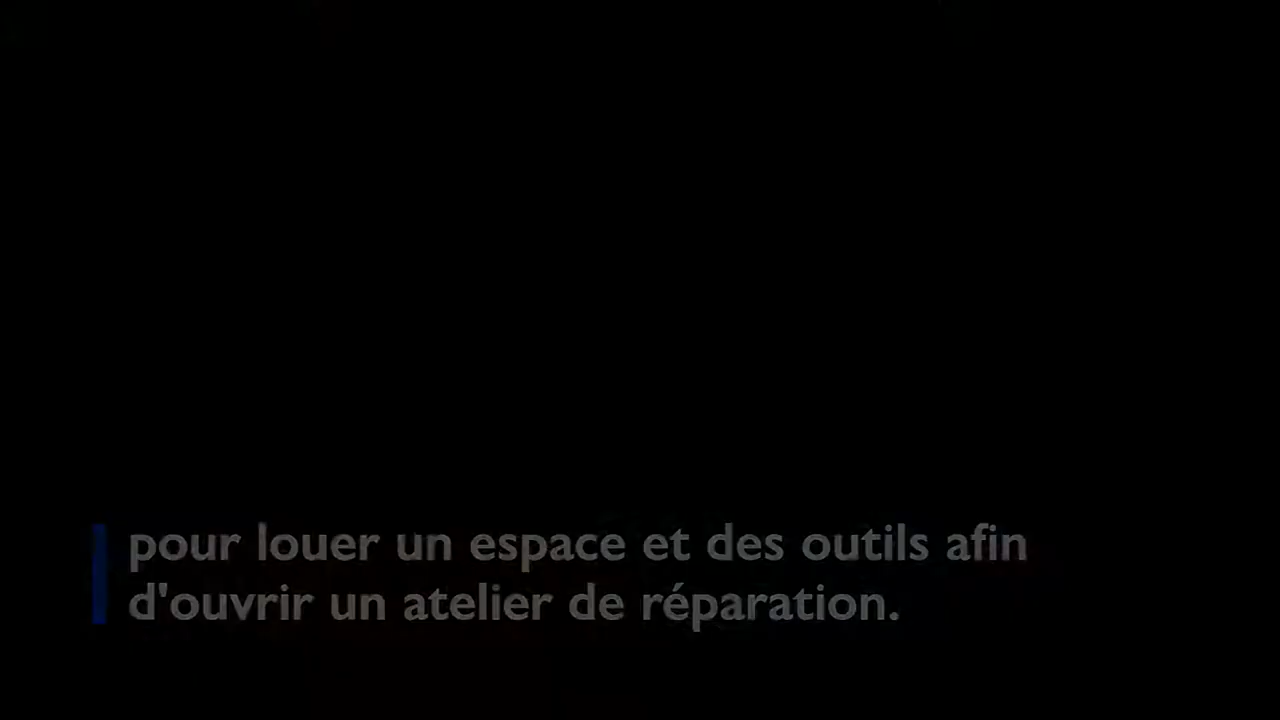 pour louer un espace et des outils afin
d'ouvrir un atelier de réparation.